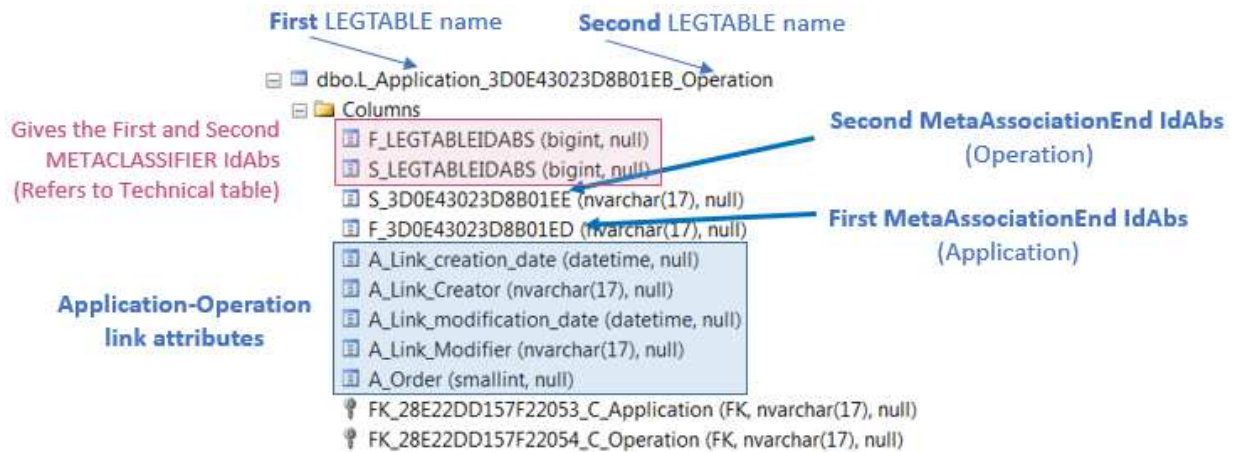 First LEGTABLE name
Second LEGTABLE name
dbo.L_Application_3D0E43023D8B01EB_Operation
Columns
Gives the First and Second
METACLASSIFIER IdAbs
(Refers to Technical table)
F_LEGTABLEIDABS (bigint, null)
S_LEGTABLEIDABS (bigint, null)
S_3D0E43023D8B01EE (nvarchar(17), null)
F_3D0E43023D8B01ED (nvarchar(17), null)
Second MetaAssociationEnd IdAbs
(Operation)
First MetaAssociationEnd IdAbs
(Application)
Application-Operation
link attributes
A_Link_creation_date (datetime, null)
A_Link_Creator (nvarchar(17), null)
A_Link_modification_date (datetime, null)
A_Link_Modifier (nvarchar(17), null)
A_Order (smallint, null)
FK_28E22DD157F22053_C_Application (FK, nvarchar(17), null)
FK_28E22DD157F22054_C_Operation (FK, nvarchar(17), null)